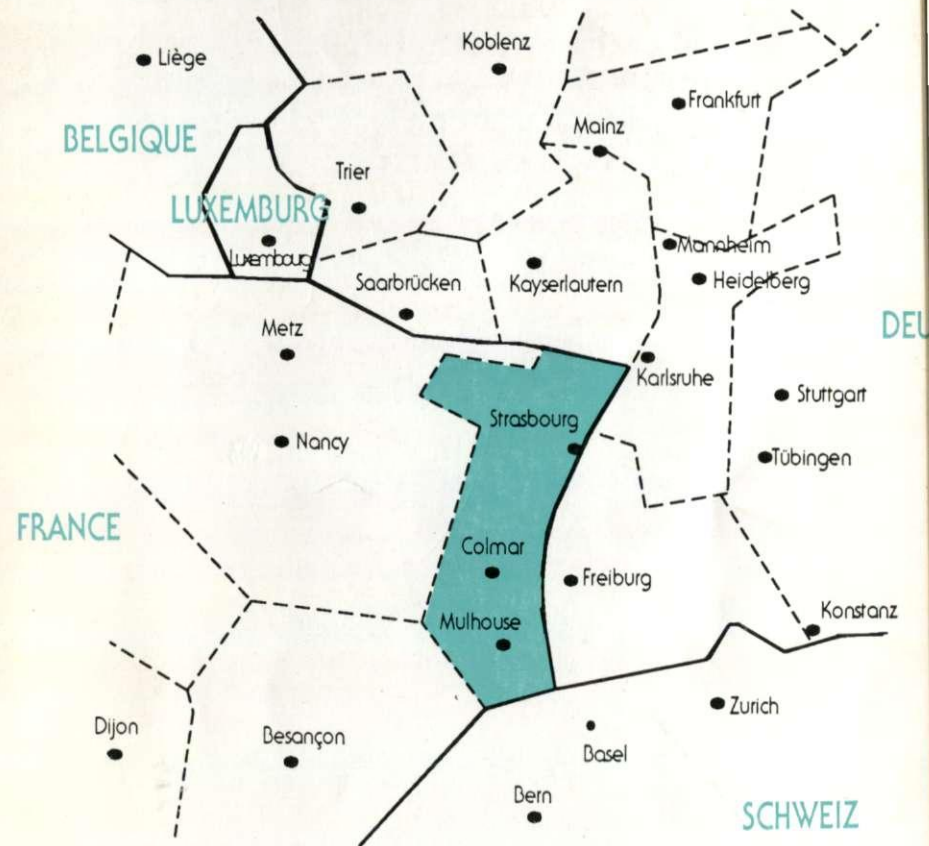 Koblenz
Liège
Frankfurt
BELGIQUE
Mainz
Trier
LUXEMBURG
Mannheim
Luxembourg
Kayserlautern
Heidelberg
Saarbrücken
Metz
DEU
Karlsruhe
Stuttgart
Strasbourg
Nancy
Tübingen
FRANCE
Colmar
Freiburg
Konstanz
Mulhouse
Zurich
Dijon
Besançon
Basel
Bern
SCHWEIZ